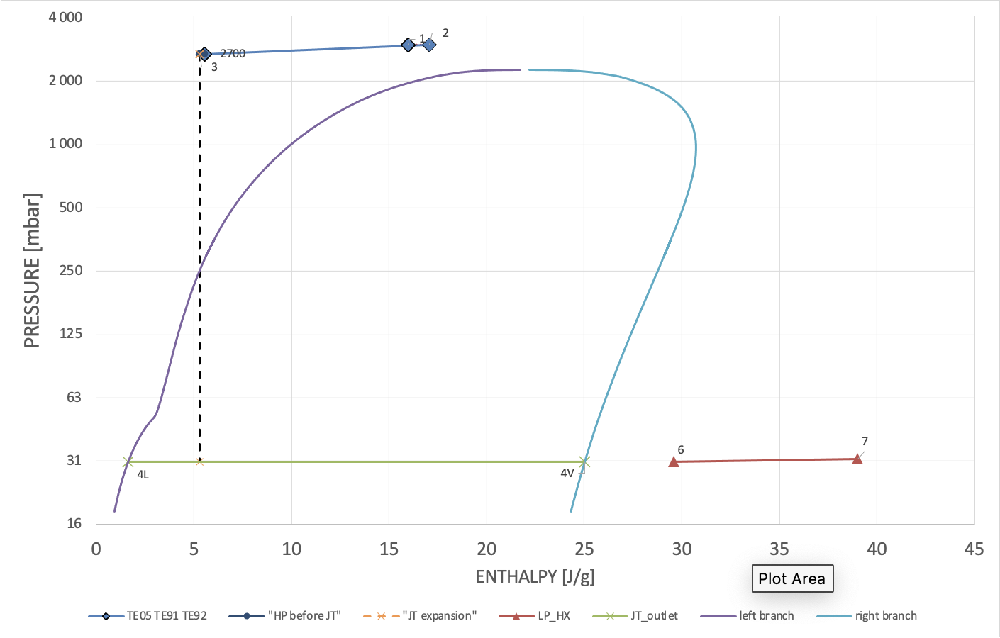 4 000
2 000
1 000
500
250
125
63
31
16
PRESSURE [mbar]
1
2
2700
3
4L
4V
6
7
0 5 10 15 20 25 30 35 40 45
ENTHALPY [J/g]
Plot Area
TE05 TE91 TE92 "HP before JT" "JT expansion" LP_HX JT_outlet left branch right branch